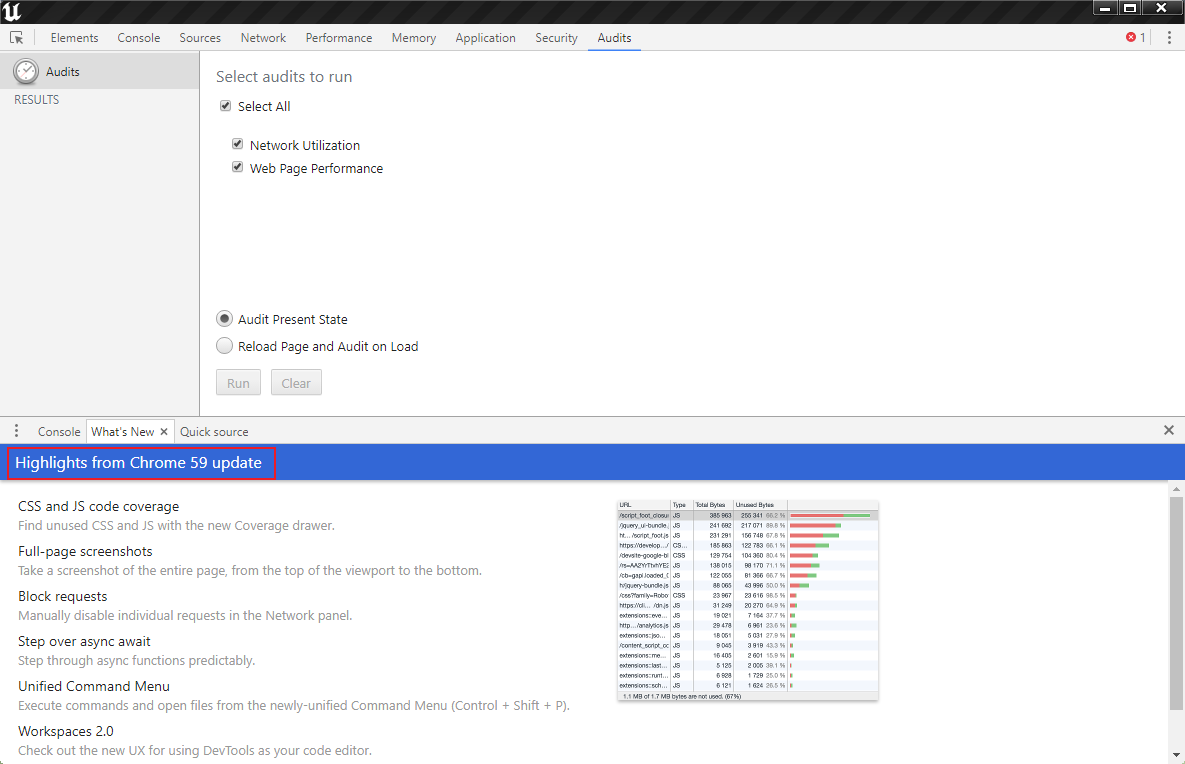 Elements Console Sources Network Performance Memory Application Security Audits 1
Audits
RESULTS
Select audits to run
Select All
Network Utilization
Web Page Performance
Audit Present State
Reload Page and Audit on Load
Run Clear
Console What's New Quick source
Highlights from Chrome 59 update
CSS and JS code coverage
Find unused CSS and JS with the new Coverage drawer.
Full-page screenshots
Take a screenshot of the entire page, from the top of the viewport to the bottom.
Block requests
Manually disable individual requests in the Network panel.
Step over async await
Step through async functions predictably.
Unified Command Menu
Execute commands and open files from the newly-unified Command Menu (Control + Shift + P).
Workspaces 2.0
Check out the new UX for using DevTools as your code editor.
URL Type Total Bytes Unused Bytes
/script_foot_closu JS 385 963 255 341 66.2 %
/jquery_ui-bundle. JS 241 692 217 071 89.8 %
ht... /script_foot.js JS 231 291 156 748 67.8 %
https://develop.../ CS... 185 863 122 783 66.1 %
/devsite-google-bl CSS 129 754 104 360 80.4 %
/rs=AA2YrTtvhYE2 JS 138 015 98 170 71.1 %
/cb=gapi.loaded_0 JS 122 065 81 366 66.7 %
h/jquery-bundle.js JS 88 065 43 996 50.0 %
/css?family=Robo CSS 23 967 23 616 98.5 %
https://cli... /dn.js JS 31 249 20 270 64.9 %
extensions::eve... JS 19 021 7 164 37.7 %
http... /analytics.js JS 29 478 6 961 23.6 %
extensions::jso... JS 18 051 5 031 27.9 %
/content_script_cc JS 9 045 3 919 43.3 %
extensions::me... JS 16 405 2 601 15.9 %
extensions::last... JS 5 125 2 005 39.1 %
extensions::runt... JS 6 928 1 729 25.0 %
extensions::sch... JS 6 121 1 624 26.5 %
1.1 MB of 1.7 MB bytes are not used. (67%)